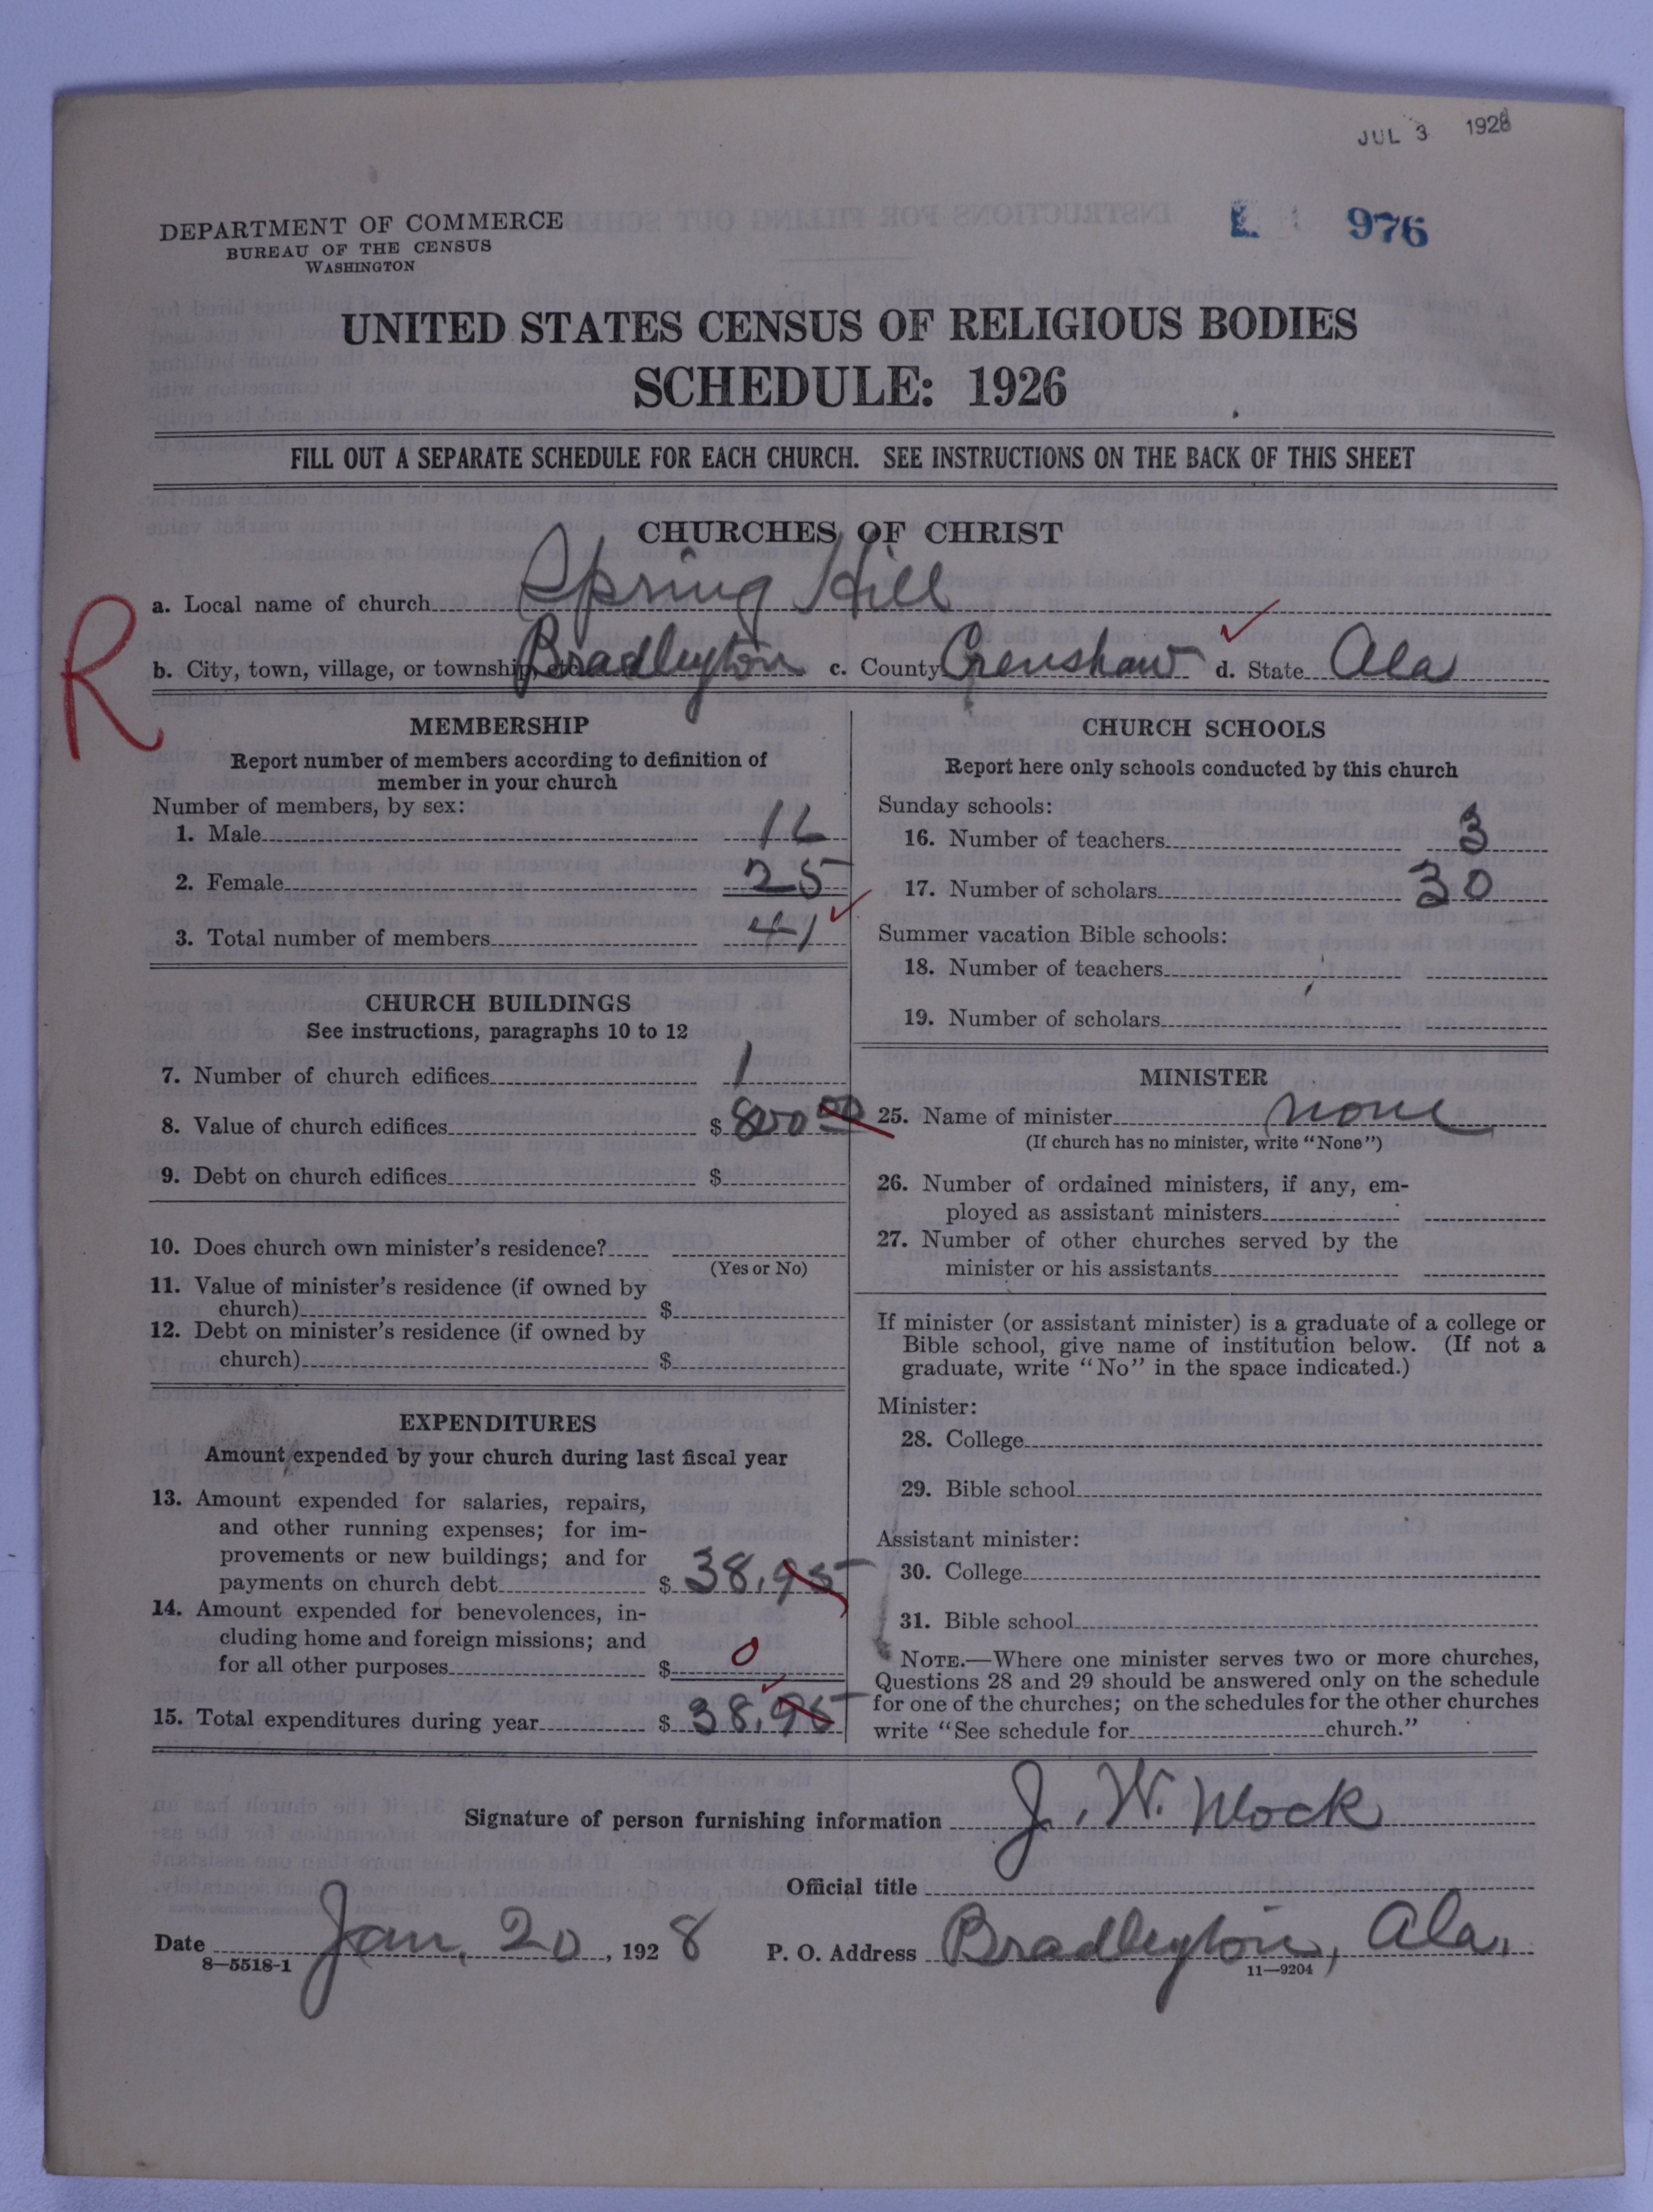 JUL 3 1928
976
DEPARTMENT OF COMMERCE
BUREAU OF THE CENSUS
WASHINGTON
UNITED STATES CENSUS OF RELIGIOUS BODIES
SCHEDULE: 1926
FILL OUT A SEPARATE SCHEDULE FOR EACH CHURCH. SEE INSTRUCTIONS ON THE BACK OF THIS SHEET
CHURCHES OF CHRIST
R
a. Local name of church Spring Hill
b. City, town, village, or township, etc. Bradleyton c. County Crenshaw d. State Ala
MEMBERSHIP
Report number of members according to definition of
member in your church
Number of members, by sex:
1. Male 16
2. Female 25
3. Total number of members 41
CHURCH BUILDINGS
See instructions, paragraphs 10 to 12
7. Number of church edifices 1
8. Value of church edifices $ 800 00
9. Debt on church edifices $
10. Does church own minister's residence?
(Yes or No)
11. Value of minister's residence (if owned by
church) $
12. Debt on minister's residence (if owned by
church) $
EXPENDITURES
Amount expended by your church during last fiscal year
13. Amount expended for salaries, repairs,
and other running expenses; for im-
provements or new buildings; and for
payments on church debt $ 38.95
14. Amount expended for benevolences, in-
cluding home and foreign missions; and
for all other purposes $ 0
15. Total expenditures during year $ 38.95
CHURCH SCHOOLS
Report here only schools conducted by this church
Sunday schools:
16. Number of teachers 3
17. Number of scholars 30
Summer vacation Bible schools:
18. Number of teachers
19. Number of scholars
MINISTER
25. Name of minister none
(If church has no minister, write "None")
26. Number of ordained ministers, if any, em-
ployed as assistant ministers
27. Number of other churches served by the
minister or his assistants
If minister (or assistant minister) is a graduate of a college or
Bible school, give name of institution below. (If not a
graduate, write "No" in the space indicated.)
Minister:
28. College
29. Bible school
Assistant minister:
30. College
31. Bible school
NOTE.—Where one minister serves two or more churches,
Questions 28 and 29 should be answered only on the schedule
for one of the churches; on the schedules for the other churches
write "See schedule for church."
Signature of person furnishing information J. W. Mock
Official title
Date Jan. 20, 1928 P. O. Address Bradleyton, Ala.
8—5518-1 11—9204